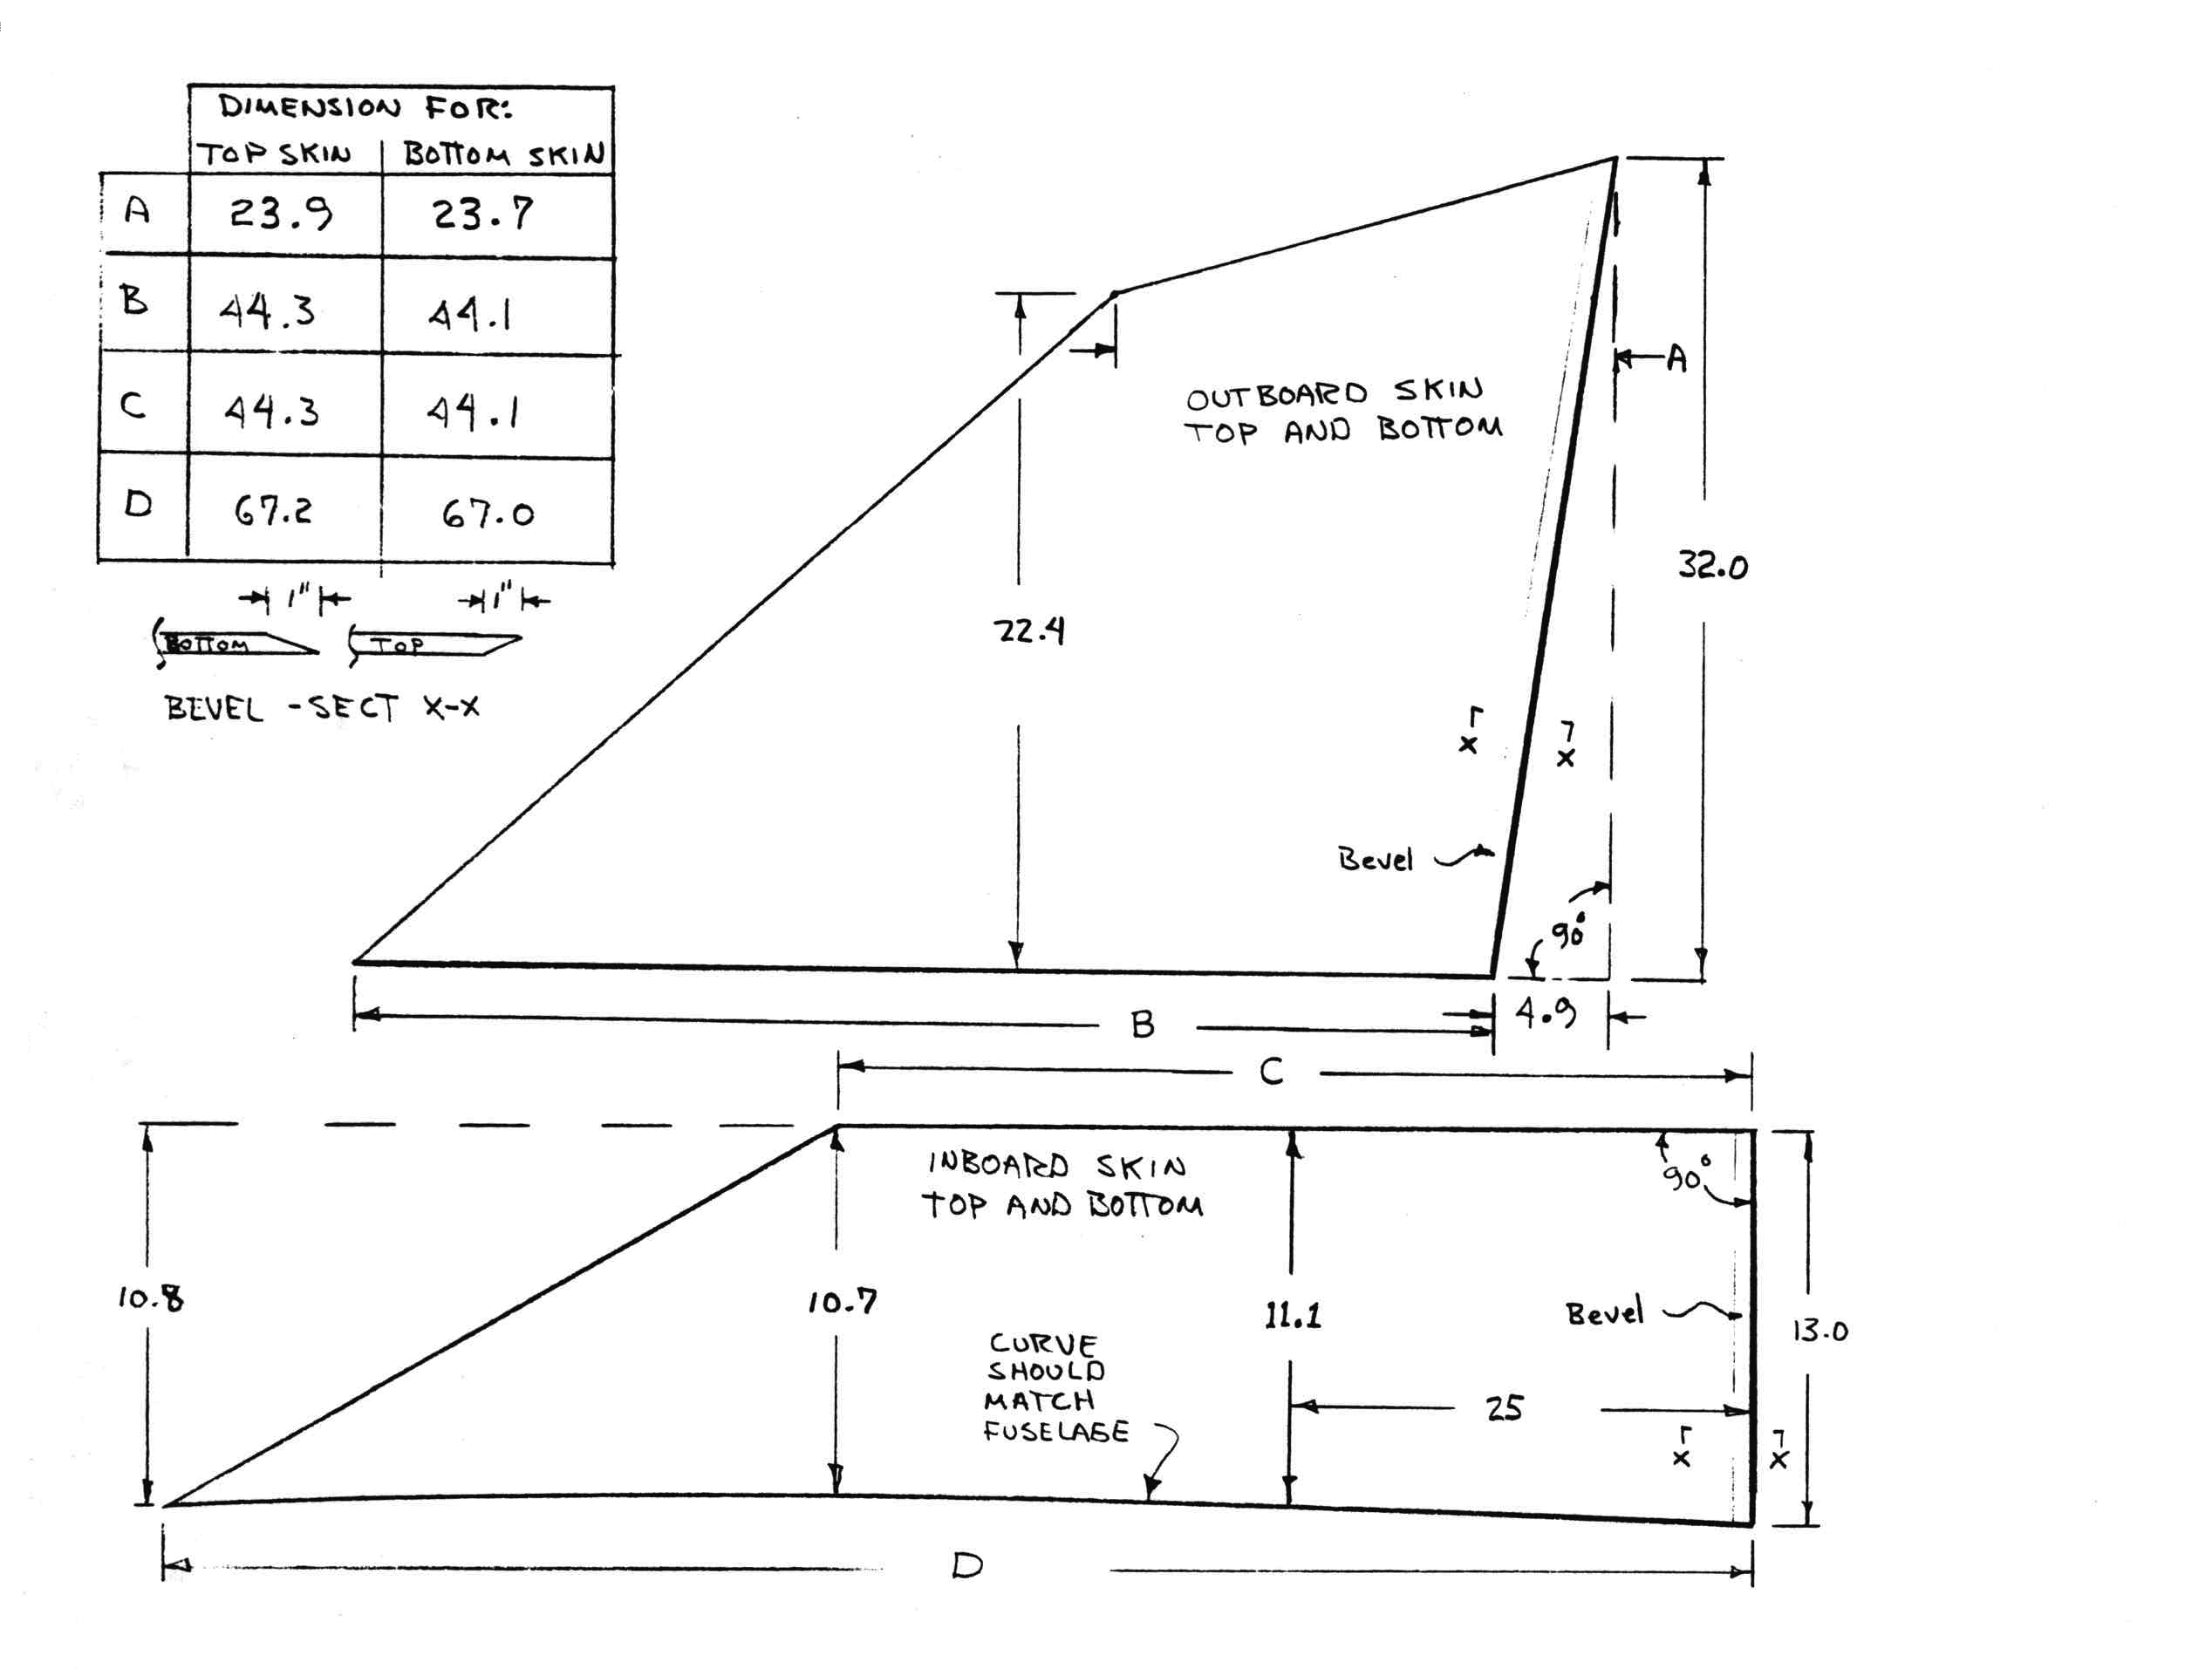 DIMENSION FOR:
TOP SKIN BOTTOM SKIN
A 23.9 23.7
B 44.3 44.1
C 44.3 44.1
D 67.2 67.0
1" 1"
BOTTOM TOP
BEVEL - SECT X-X
A
OUTBOARD SKIN
TOP AND BOTTOM
32.0
22.4
X X
Bevel
90°
B
4.9
C
INBOARD SKIN
TOP AND BOTTOM
90°
10.8
10.7
11.1
Bevel
13.0
CURVE
SHOULD
MATCH
FUSELAGE
25
X X
D